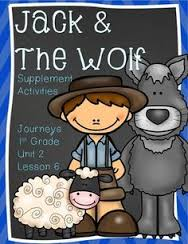 Jack &
The Wolf
Supplement
Activities
Journeys
1st Grade
Unit 2
Lesson 6